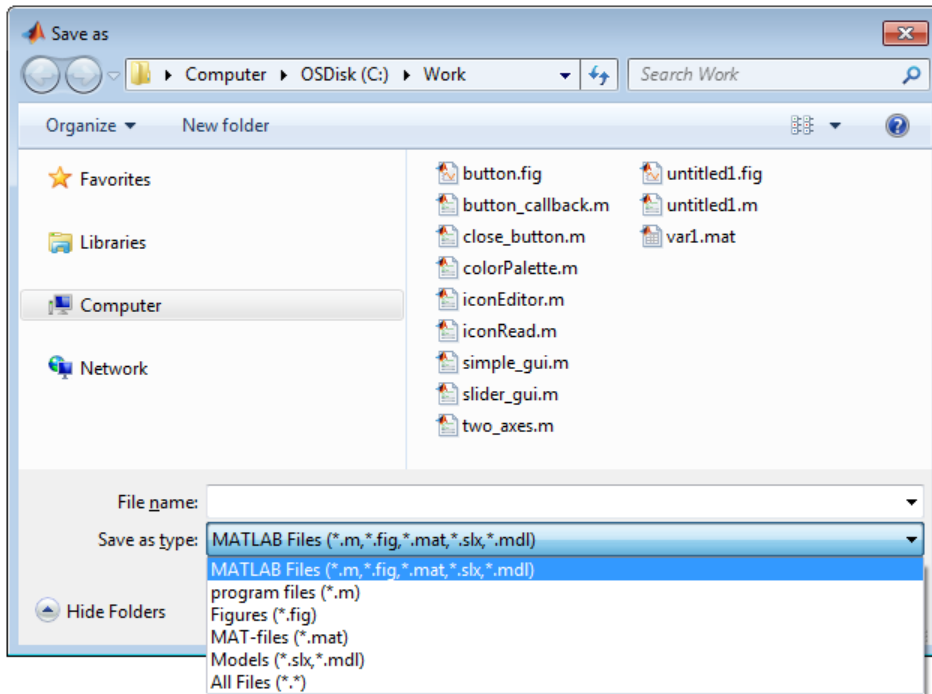 Save as
Computer OSDisk (C:) Work Search Work
Organize New folder
Favorites
Libraries
Computer
Network
button.fig
button_callback.m
close_button.m
colorPalette.m
iconEditor.m
iconRead.m
simple_gui.m
slider_gui.m
two_axes.m
untitled1.fig
untitled1.m
var1.mat
File name:
Save as type: MATLAB Files (*.m,*.fig,*.mat,*.slx,*.mdl)
MATLAB Files (*.m,*.fig,*.mat,*.slx,*.mdl)
program files (*.m)
Figures (*.fig)
MAT-files (*.mat)
Models (*.slx,*.mdl)
All Files (*.*)
Hide Folders